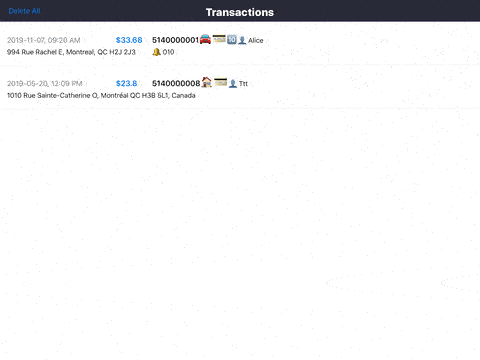 Delete All
Transactions
2019-11-07, 09:20 AM $33.68 5140000001 Alice
994 Rue Rachel E, Montreal, QC H2J 2J3 010
2019-05-20, 12:09 PM $23.8 5140000008 Ttt
1010 Rue Sainte-Catherine O, Montréal QC H3B 5L1, Canada